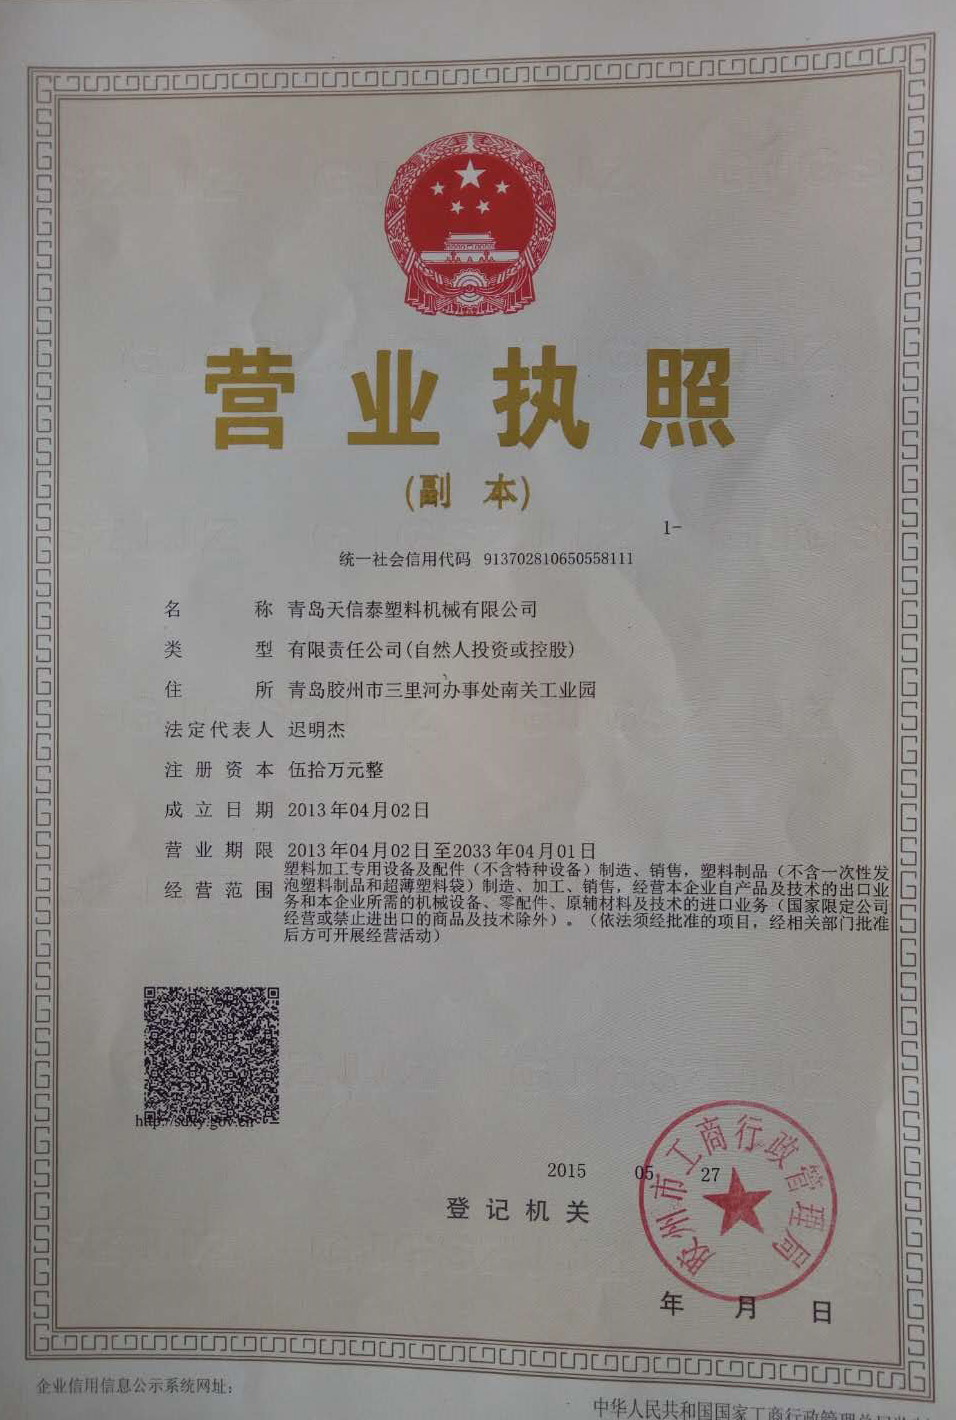 营业执照
(副本)
1-
统一社会信用代码 913702810650558111
名称 青岛天信泰塑料机械有限公司
类型 有限责任公司(自然人投资或控股)
住所 青岛胶州市三里河办事处南关工业园
法定代表人 迟明杰
注册资本 伍拾万元整
成立日期 2013年04月02日
营业期限 2013年04月02日至2033年04月01日
经营范围 塑料加工专用设备及配件（不含特种设备）制造、销售，塑料制品（不含一次性发
泡塑料制品和超薄塑料袋）制造、加工、销售，经营本企业自产品及技术的出口业
务和本企业所需的机械设备、零配件、原辅材料及技术的进口业务（国家限定公司
经营或禁止进出口的商品及技术除外）。（依法须经批准的项目，经相关部门批准
后方可开展经营活动）
http://sdxy.gov.cn
胶州市工商行政管理局
2015 05 27
登记机关
年 月 日
企业信用信息公示系统网址：
中华人民共和国国家工商行政管理总局